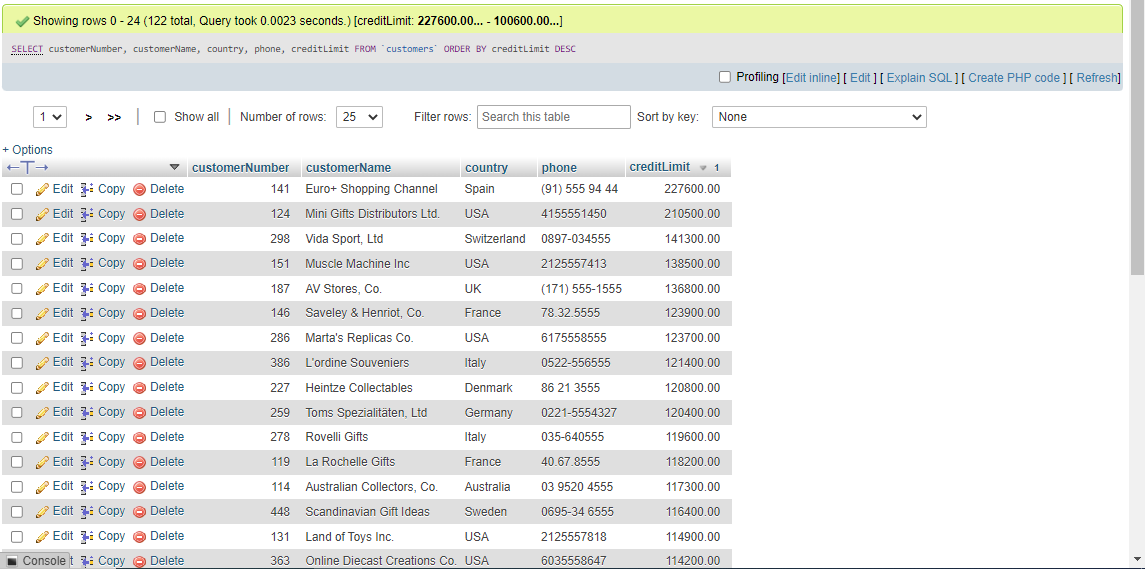 Showing rows 0 - 24 (122 total, Query took 0.0023 seconds.) [creditLimit: 227600.00... - 100600.00...]
SELECT customerNumber, customerName, country, phone, creditLimit FROM `customers` ORDER BY creditLimit DESC
Profiling [Edit inline] [ Edit ] [ Explain SQL ] [ Create PHP code ] [ Refresh]
1 > >> Show all Number of rows: 25 Filter rows: Search this table Sort by key: None
+ Options
←T→ customerNumber customerName country phone creditLimit 1
Edit Copy Delete 141 Euro+ Shopping Channel Spain (91) 555 94 44 227600.00
Edit Copy Delete 124 Mini Gifts Distributors Ltd. USA 4155551450 210500.00
Edit Copy Delete 298 Vida Sport, Ltd Switzerland 0897-034555 141300.00
Edit Copy Delete 151 Muscle Machine Inc USA 2125557413 138500.00
Edit Copy Delete 187 AV Stores, Co. UK (171) 555-1555 136800.00
Edit Copy Delete 146 Saveley & Henriot, Co. France 78.32.5555 123900.00
Edit Copy Delete 286 Marta's Replicas Co. USA 6175558555 123700.00
Edit Copy Delete 386 L'ordine Souveniers Italy 0522-556555 121400.00
Edit Copy Delete 227 Heintze Collectables Denmark 86 21 3555 120800.00
Edit Copy Delete 259 Toms Spezialitäten, Ltd Germany 0221-5554327 120400.00
Edit Copy Delete 278 Rovelli Gifts Italy 035-640555 119600.00
Edit Copy Delete 119 La Rochelle Gifts France 40.67.8555 118200.00
Edit Copy Delete 114 Australian Collectors, Co. Australia 03 9520 4555 117300.00
Edit Copy Delete 448 Scandinavian Gift Ideas Sweden 0695-34 6555 116400.00
Edit Copy Delete 131 Land of Toys Inc. USA 2125557818 114900.00
Console Copy Delete 363 Online Diecast Creations Co. USA 6035558647 114200.00